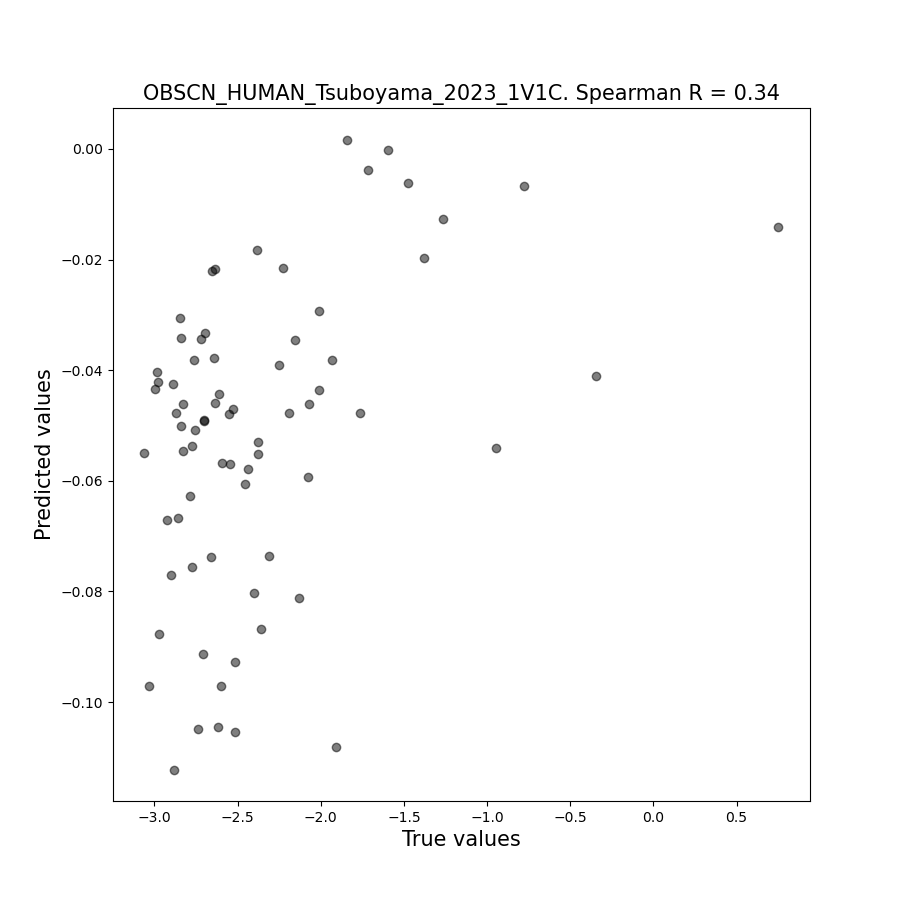 OBSCN_HUMAN_Tsuboyama_2023_1V1C. Spearman R = 0.34
0.00
−0.02
−0.04
−0.06
−0.08
−0.10
Predicted values
−3.0 −2.5 −2.0 −1.5 −1.0 −0.5 0.0 0.5
True values